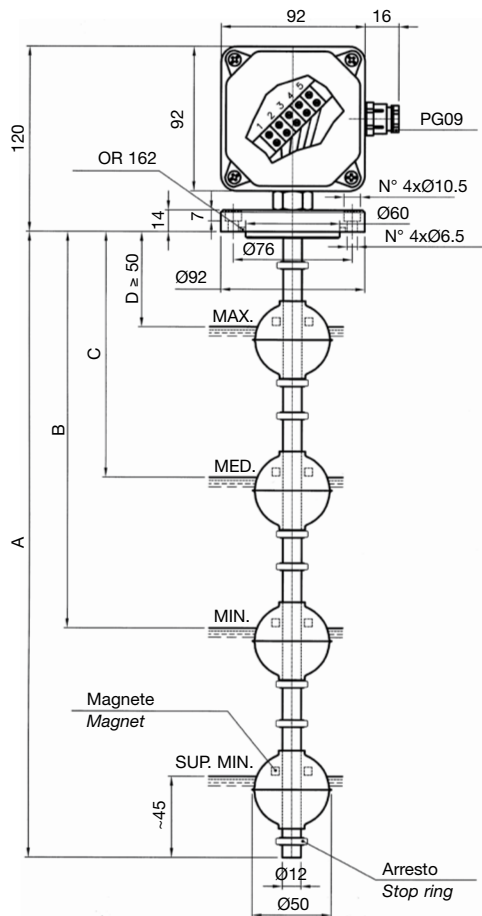 92
16
120
92
1 2 3 4 5
PG09
OR 162
N° 4xØ10.5
14
7
Ø60
N° 4xØ6.5
Ø76
Ø92
D ≥ 50
MAX.
C
B
MED.
A
MIN.
Magnete
Magnet
SUP. MIN.
~45
Arresto
Stop ring
Ø12
Ø50